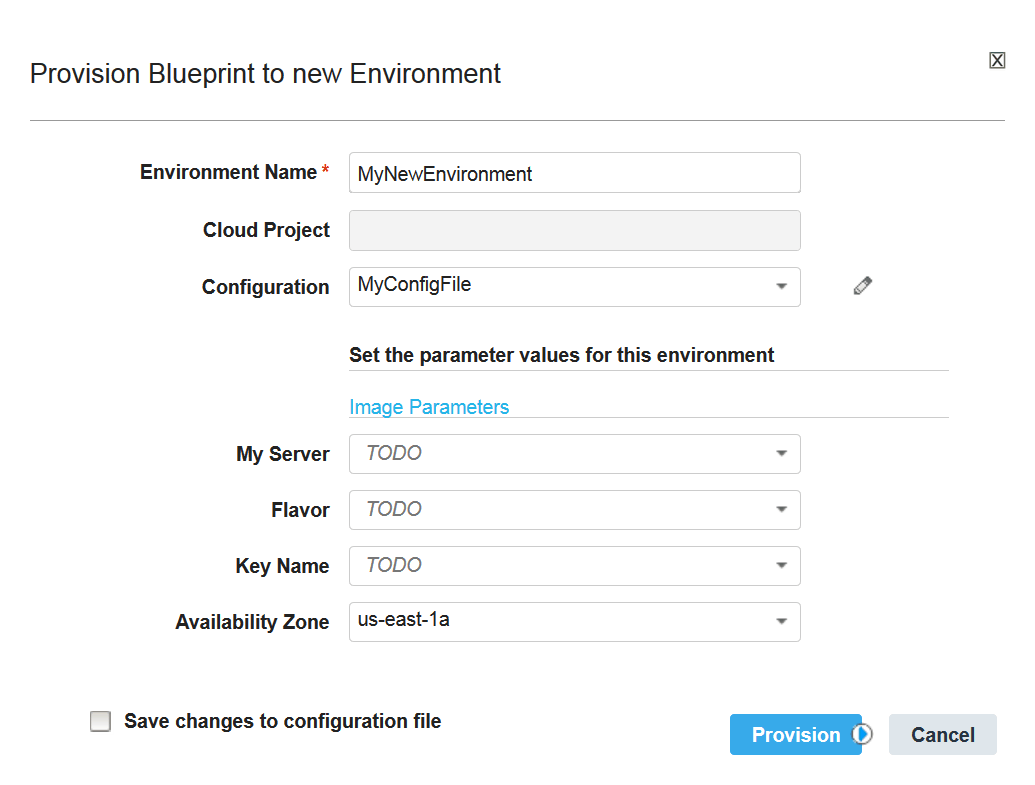 Provision Blueprint to new Environment
Environment Name *
MyNewEnvironment
Cloud Project
Configuration
MyConfigFile
Set the parameter values for this environment
Image Parameters
My Server
TODO
Flavor
TODO
Key Name
TODO
Availability Zone
us-east-1a
Save changes to configuration file
Provision
Cancel